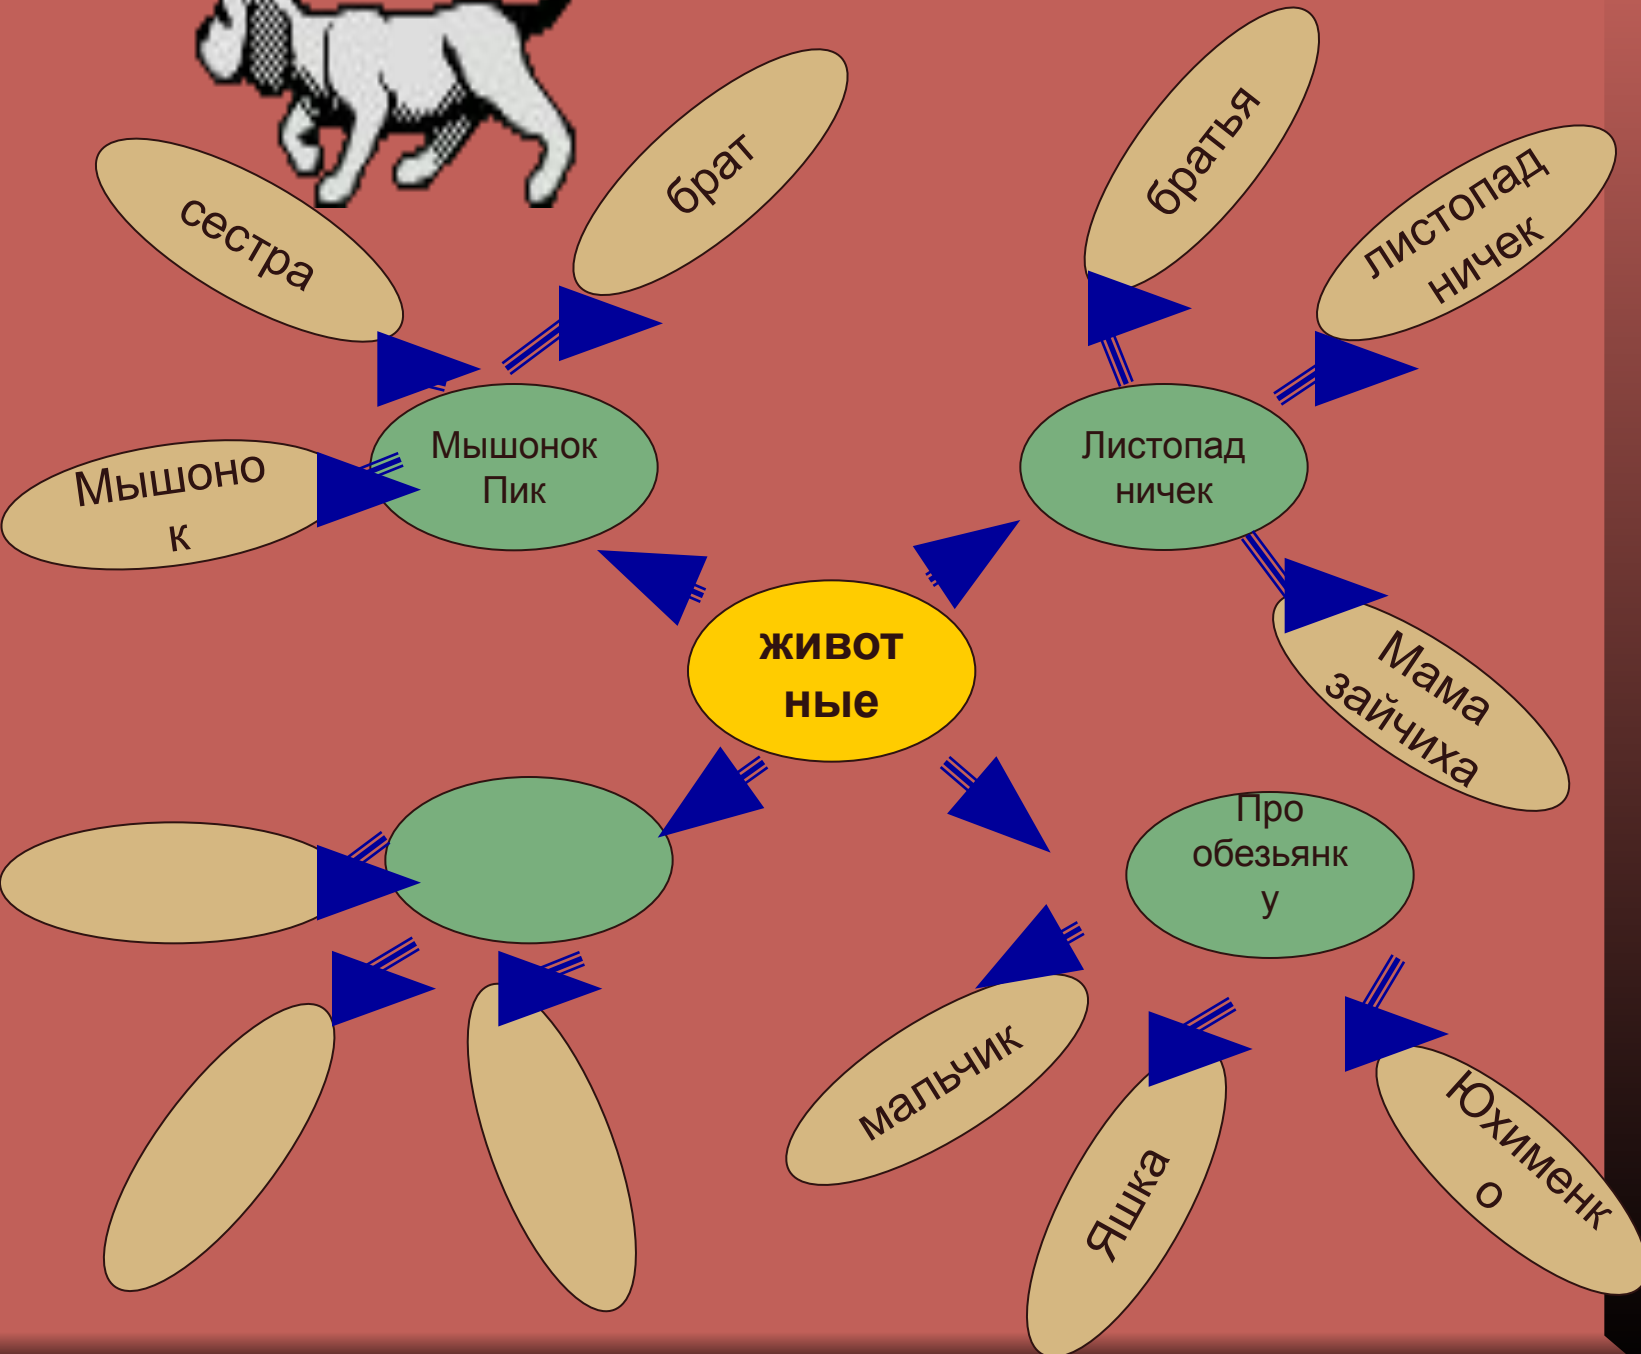 сестра
брат
братья
листопад
ничек
Мышоно
к
Мышонок
Пик
Листопад
ничек
живот
ные
Мама
зайчиха
Про
обезьянк
у
мальчик
Яшка
Юхименк
о